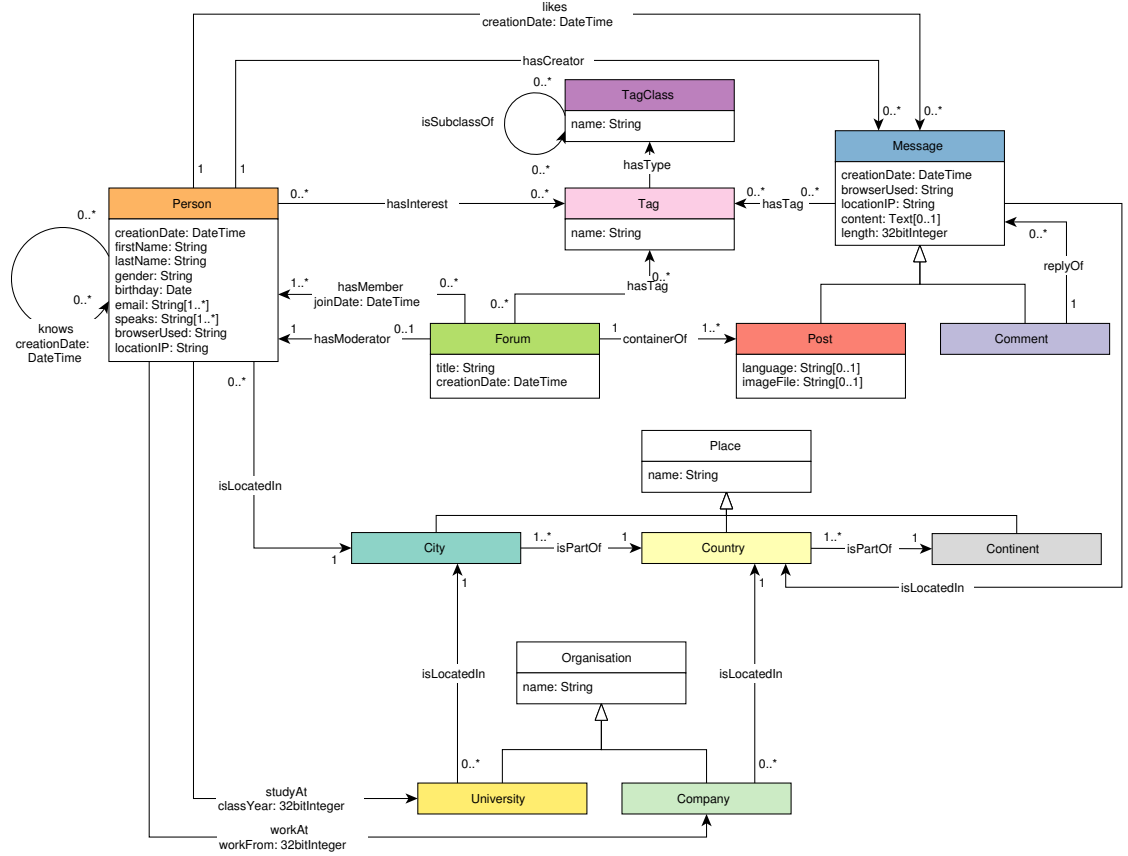 likes
creationDate: DateTime
hasCreator
0..*
TagClass
isSubclassOf
name: String
0..*
0..*
Message
1
1
0..*
hasType
creationDate: DateTime
browserUsed: String
locationIP: String
content: Text[0..1]
length: 32bitInteger
0..*
Person
0..*
hasInterest
0..*
Tag
0..*
hasTag
0..*
name: String
creationDate: DateTime
firstName: String
lastName: String
gender: String
birthday: Date
email: String[1..*]
speaks: String[1..*]
browserUsed: String
locationIP: String
0..*
knows
creationDate:
DateTime
0..*
replyOf
1
0..*
hasTag
0..*
1..*
hasMember
joinDate: DateTime
0..*
1
hasModerator
0..1
Forum
title: String
creationDate: DateTime
1
containerOf
1..*
Post
language: String[0..1]
imageFile: String[0..1]
Comment
0..*
isLocatedIn
1
Place
name: String
City
1..*
isPartOf
1
Country
1..*
isPartOf
1
Continent
isLocatedIn
1
1
isLocatedIn
isLocatedIn
Organisation
name: String
0..*
0..*
University
Company
studyAt
classYear: 32bitInteger
workAt
workFrom: 32bitInteger